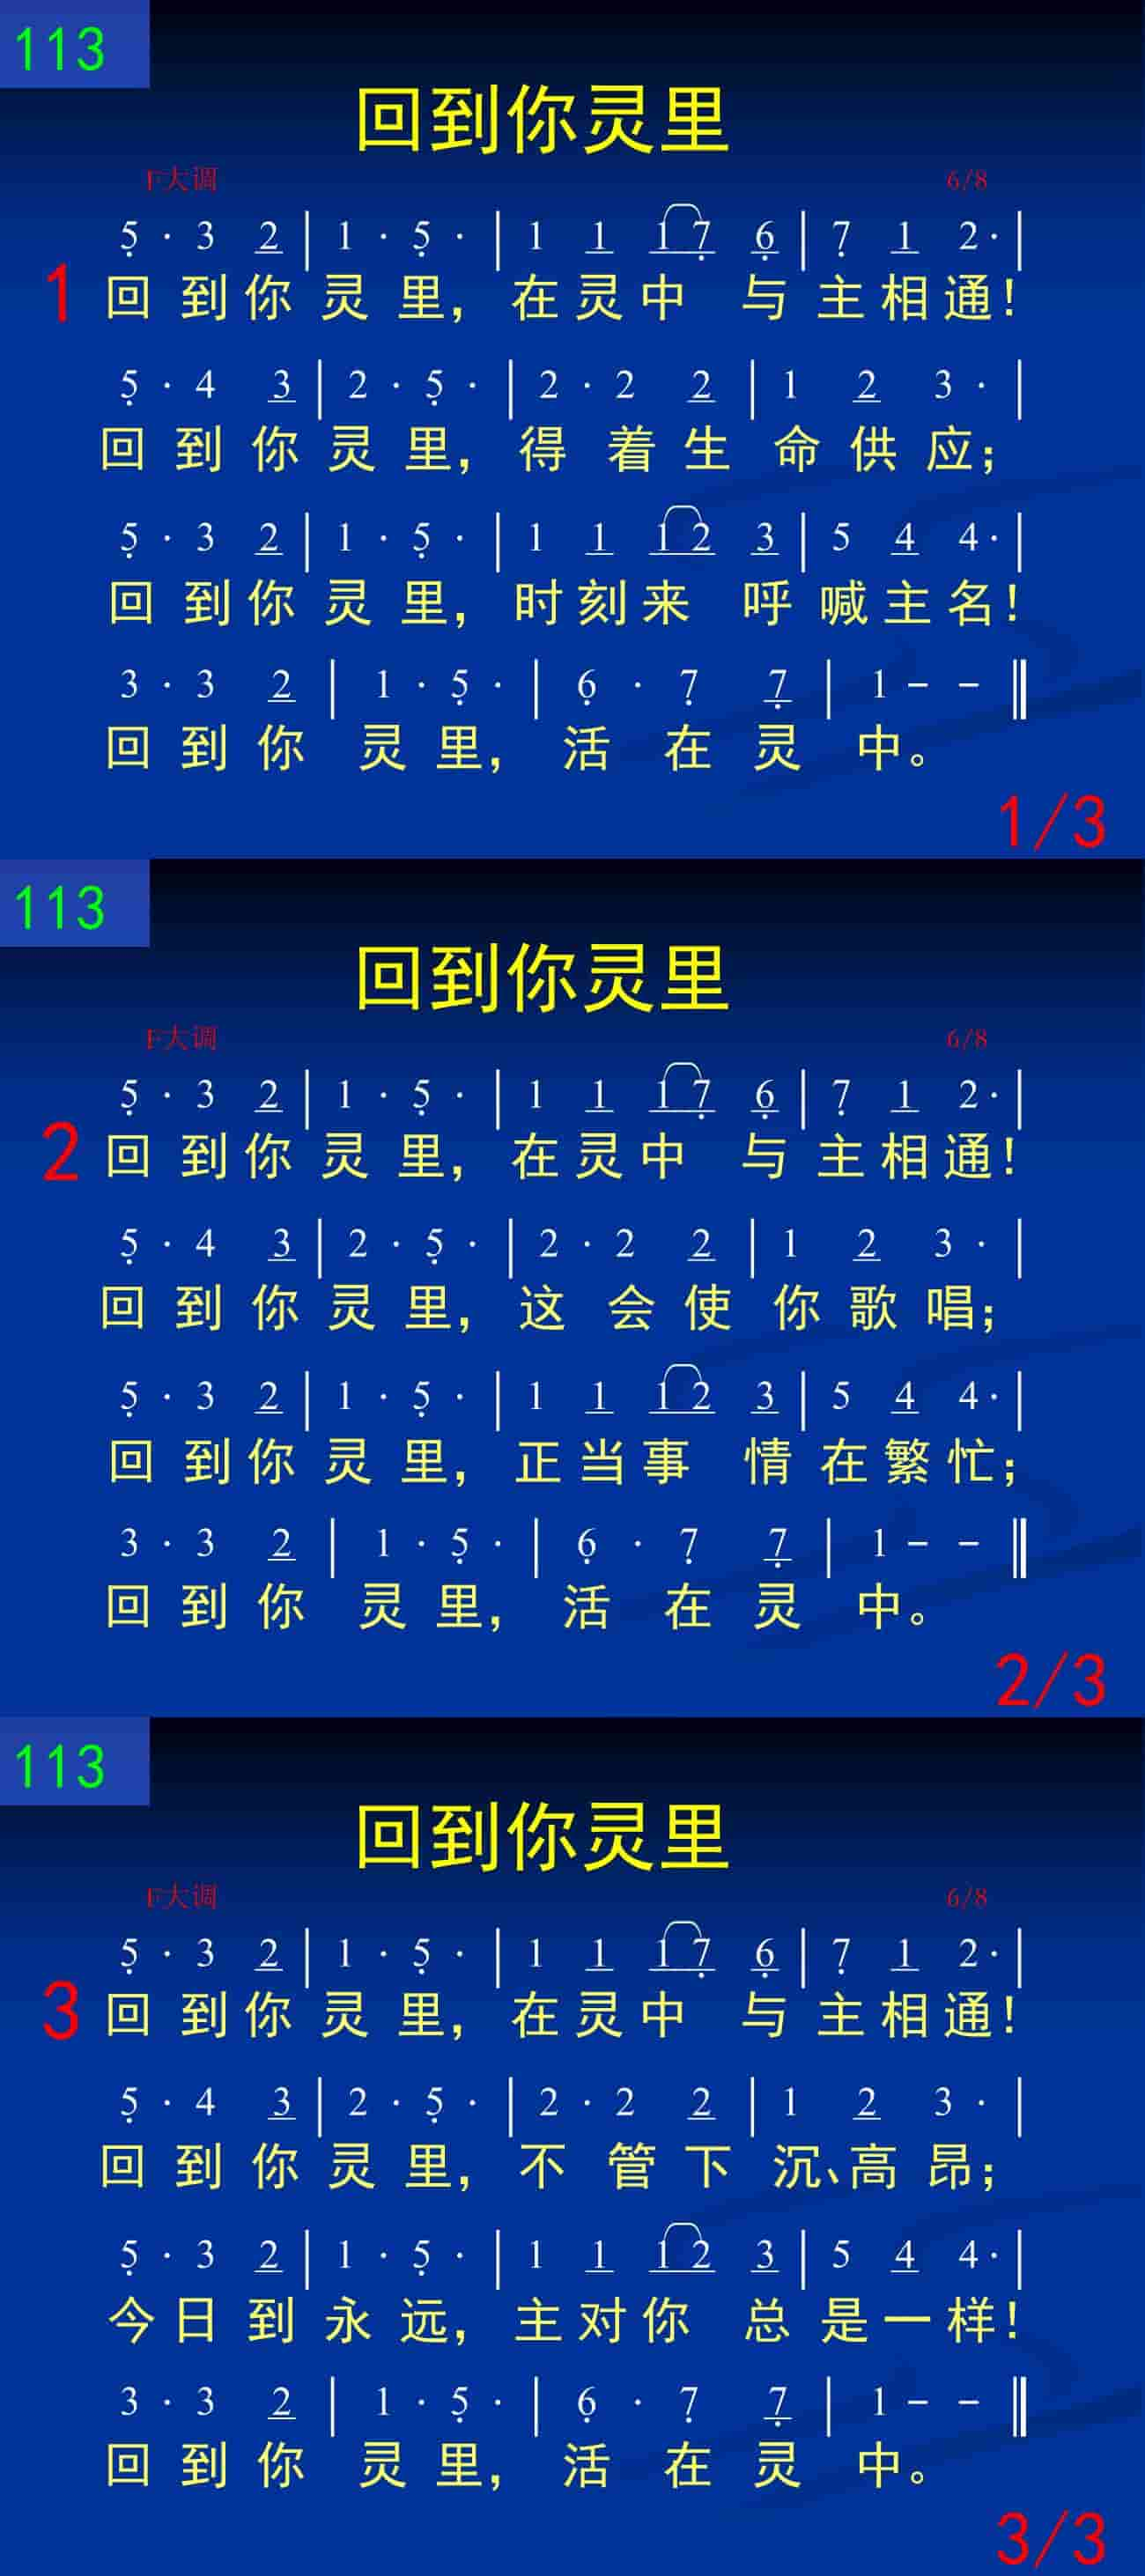 113
回到你灵里
F大调 6/8
5 · 3 2 | 1 · 5 · | 1 1 1 7 6 | 7 1 2 · |
1 回到你灵里，在灵中与主相通！
5 · 4 3 | 2 · 5 · | 2 · 2 2 | 1 2 3 · |
回到你灵里，得着生命供应；
5 · 3 2 | 1 · 5 · | 1 1 1 2 3 | 5 4 4 · |
回到你灵里，时刻来呼喊主名！
3 · 3 2 | 1 · 5 · | 6 · 7 7 | 1 – – ‖
回到你灵里，活在灵中。
1/3
113
回到你灵里
F大调 6/8
5 · 3 2 | 1 · 5 · | 1 1 1 7 6 | 7 1 2 · |
2 回到你灵里，在灵中与主相通！
5 · 4 3 | 2 · 5 · | 2 · 2 2 | 1 2 3 · |
回到你灵里，这会使你歌唱；
5 · 3 2 | 1 · 5 · | 1 1 1 2 3 | 5 4 4 · |
回到你灵里，正当事情在繁忙；
3 · 3 2 | 1 · 5 · | 6 · 7 7 | 1 – – ‖
回到你灵里，活在灵中。
2/3
113
回到你灵里
F大调 6/8
5 · 3 2 | 1 · 5 · | 1 1 1 7 6 | 7 1 2 · |
3 回到你灵里，在灵中与主相通！
5 · 4 3 | 2 · 5 · | 2 · 2 2 | 1 2 3 · |
回到你灵里，不管下沉、高昂；
5 · 3 2 | 1 · 5 · | 1 1 1 2 3 | 5 4 4 · |
今日到永远，主对你总是一样！
3 · 3 2 | 1 · 5 · | 6 · 7 7 | 1 – – ‖
回到你灵里，活在灵中。
3/3